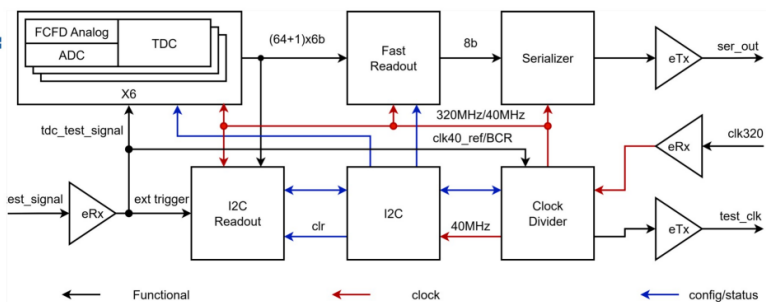 FCFD Analog
TDC
ADC
X6
(64+1)x6b
Fast
Readout
8b
Serializer
eTx
ser_out
tdc_test_signal
320MHz/40MHz
clk40_ref/BCR
eRx
clk320
est_signal
eRx
ext trigger
I2C
Readout
clr
I2C
40MHz
Clock
Divider
eTx
test_clk
Functional
clock
config/status